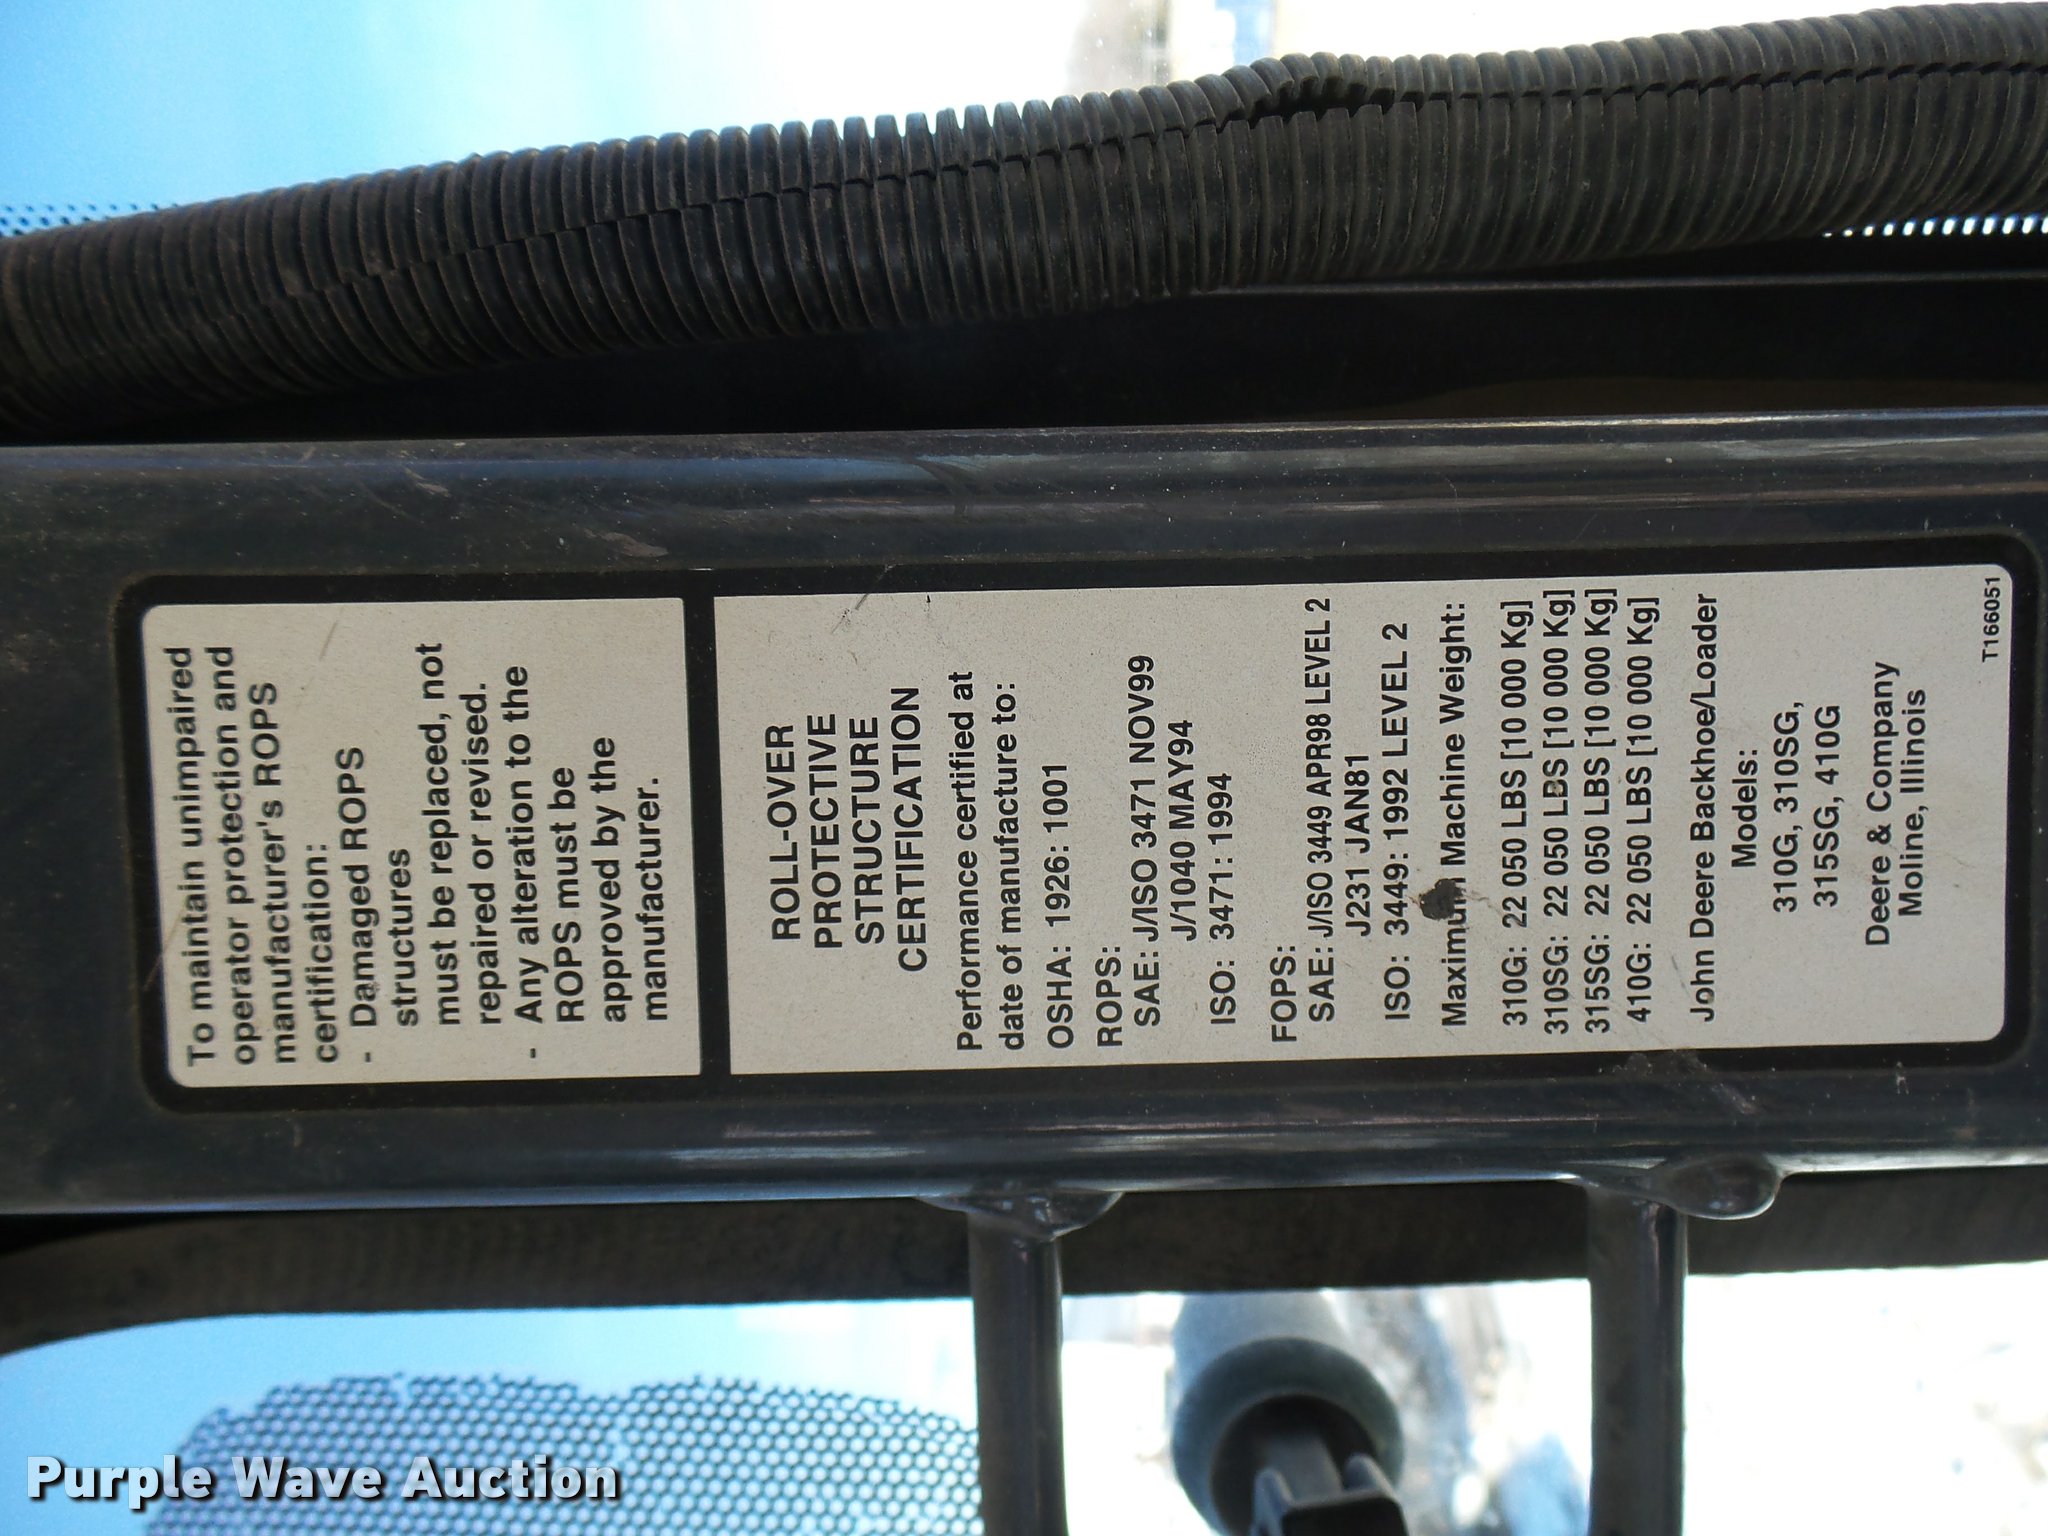 To maintain unimpaired
operator protection and
manufacturer's ROPS
certification:
- Damaged ROPS
structures
must be replaced, not
repaired or revised.
- Any alteration to the
ROPS must be
approved by the
manufacturer.
ROLL-OVER
PROTECTIVE
STRUCTURE
CERTIFICATION
Performance certified at
date of manufacture to:
OSHA: 1926: 1001
ROPS:
SAE: J/ISO 3471 NOV99
J/1040 MAY94
ISO: 3471: 1994
FOPS:
SAE: J/ISO 3449 APR98 LEVEL 2
J231 JAN81
ISO: 3449: 1992 LEVEL 2
Maximum Machine Weight:
310G: 22 050 LBS [10 000 Kg]
310SG: 22 050 LBS [10 000 Kg]
315SG: 22 050 LBS [10 000 Kg]
410G: 22 050 LBS [10 000 Kg]
John Deere Backhoe/Loader
Models:
310G, 310SG,
315SG, 410G
Deere & Company
Moline, Illinois
T166051
Purple Wave Auction